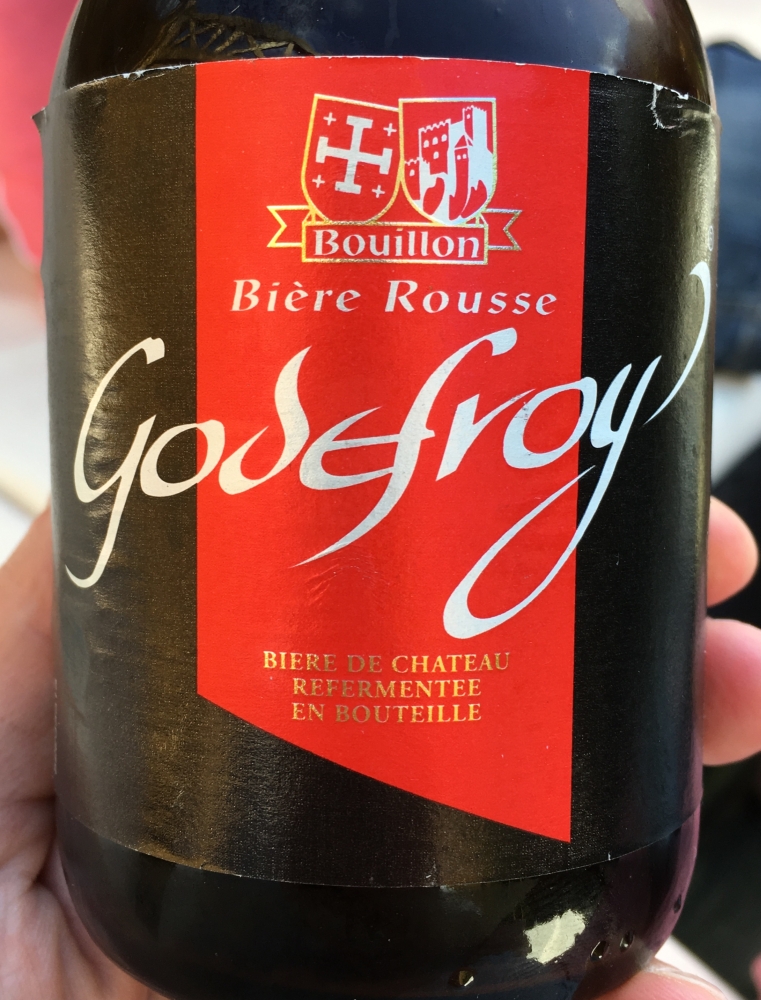 Bouillon
Bière Rousse
Godefroy
BIERE DE CHATEAU
REFERMENTEE
EN BOUTEILLE